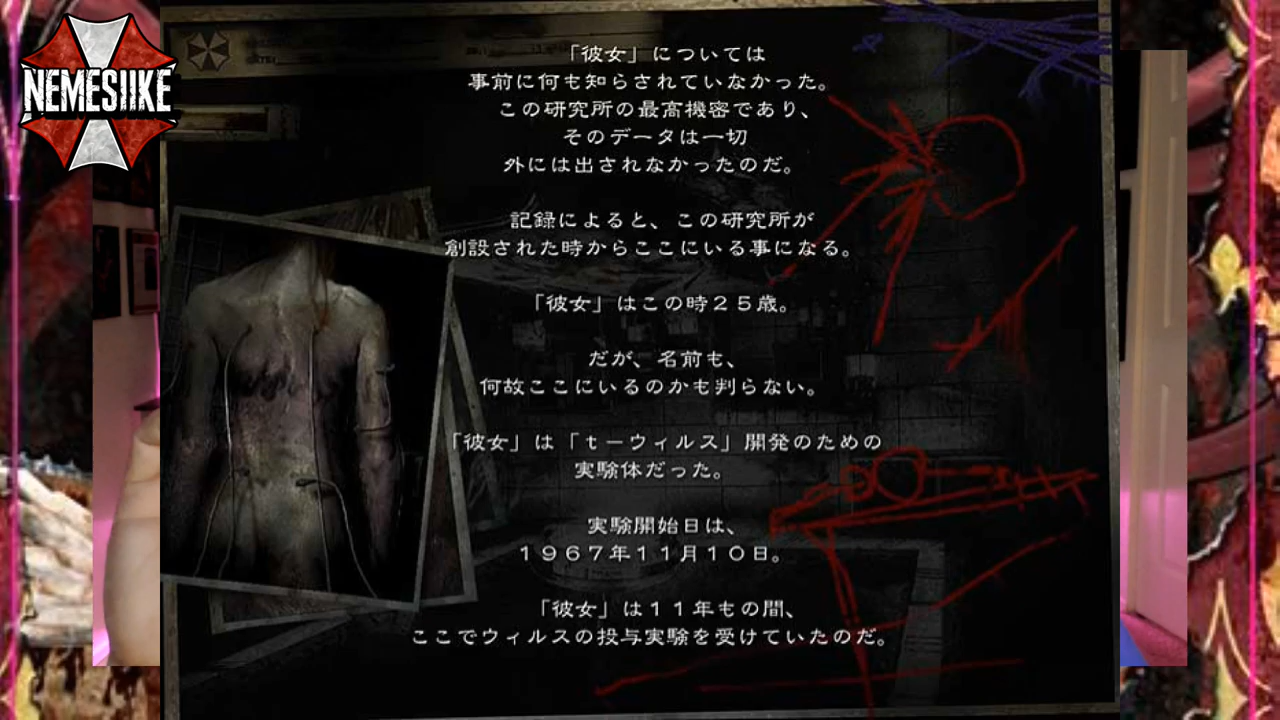 NEMESIIKE
「彼女」については
事前に何も知らされていなかった。
この研究所の最高機密であり、
そのデータは一切
外には出されなかったのだ。
記録によると、この研究所が
創設された時からここにいる事になる。
「彼女」はこの時２５歳。
だが、名前も、
何故ここにいるのかも判らない。
「彼女」は「ｔ－ウィルス」開発のための
実験体だった。
実験開始日は、
１９６７年１１月１０日。
「彼女」は１１年もの間、
ここでウィルスの投与実験を受けていたのだ。